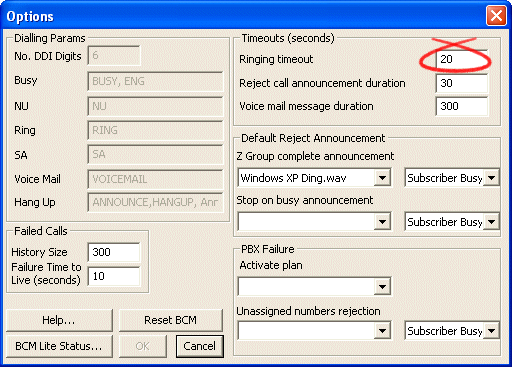 Options
Dialling Params
No. DDI Digits 6
Busy BUSY, ENG
NU NU
Ring RING
SA SA
Voice Mail VOICEMAIL
Hang Up ANNOUNCE,HANGUP, Anr
Failed Calls
History Size 300
Failure Time to
Live (seconds) 10
Help... Reset BCM
BCM Lite Status... OK Cancel
Timeouts (seconds)
Ringing timeout 20
Reject call announcement duration 30
Voice mail message duration 300
Default Reject Announcement
Z Group complete announcement
Windows XP Ding.wav Subscriber Busy
Stop on busy announcement
Subscriber Busy
PBX Failure
Activate plan
Unassigned numbers rejection
Subscriber Busy